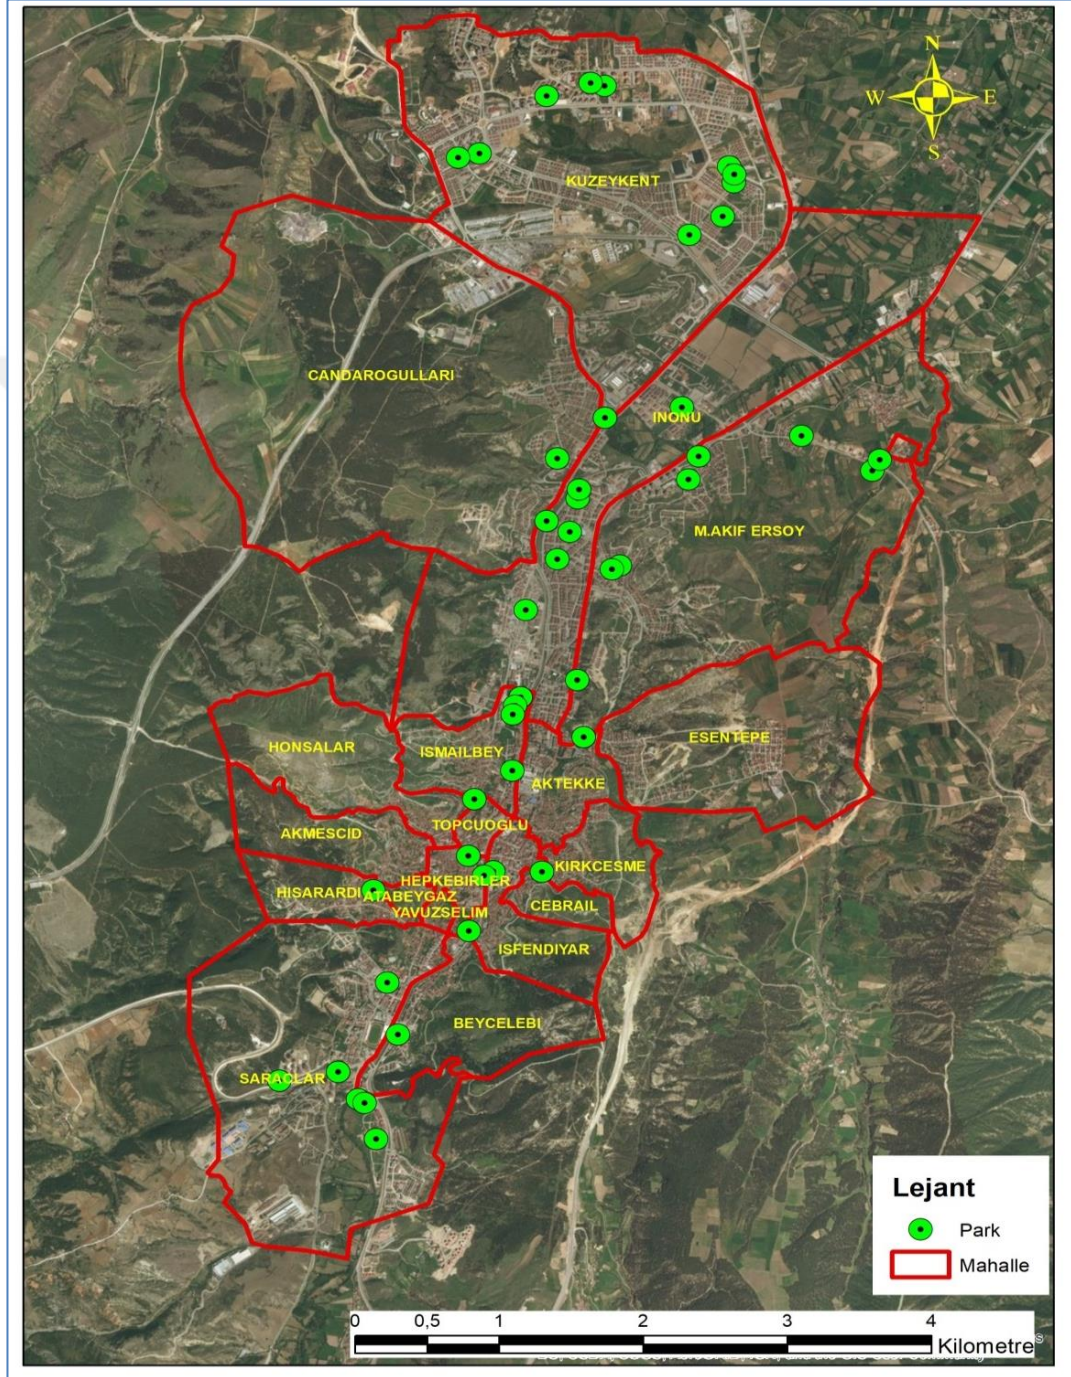 N
W E
S
KUZEYKENT
CANDAROGULLARI
INONU
M.AKIF ERSOY
HONSALAR
ISMAILBEY
ESENTEPE
AKTEKKE
TOPCUOGLU
AKMESCID
KIRKCESME
HEPKEBIRLER
HISARARDI
ATABEYGAZ
CEBRAIL
YAVUZSELIM
ISFENDIYAR
BEYCELEBI
SARAÇLAR
Lejant
Park
Mahalle
0 0,5 1 2 3 4
Kilometre